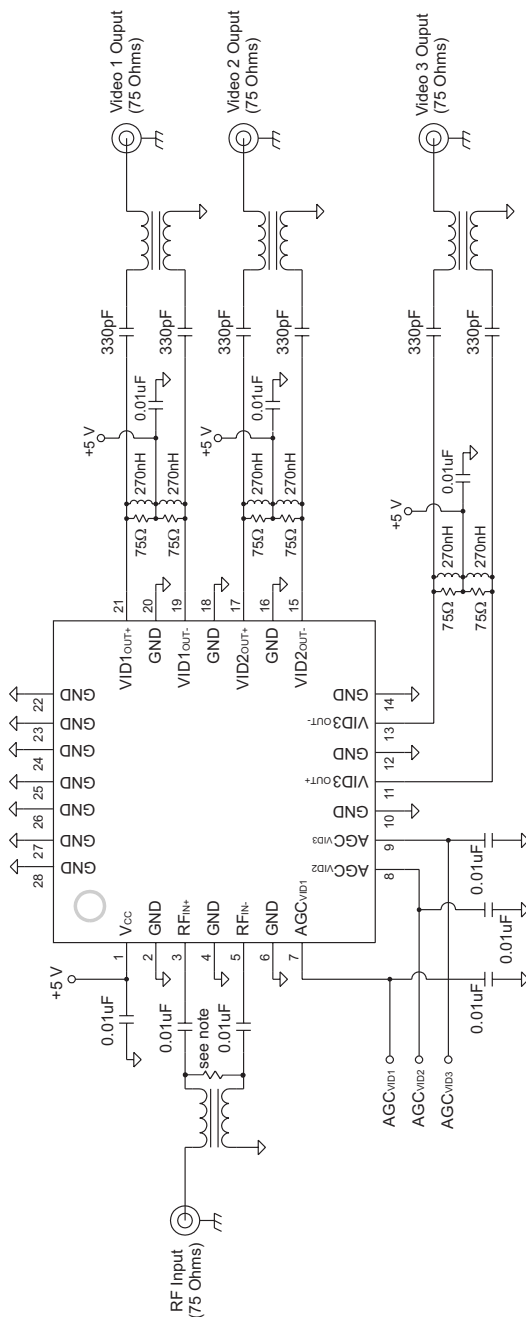 Video 1 Ouput
(75 Ohms)
Video 2 Ouput
(75 Ohms)
Video 3 Ouput
(75 Ohms)
330pF
330pF
330pF
330pF
330pF
330pF
0.01uF
0.01uF
0.01uF
+5 V
+5 V
+5 V
270nH
270nH
270nH
270nH
270nH
270nH
75Ω
75Ω
75Ω
75Ω
75Ω
75Ω
21
20
19
18
17
16
15
VID1OUT+
GND
VID1OUT-
GND
VID2OUT+
GND
VID2OUT-
22
23
24
25
26
27
28
GND
GND
GND
GND
GND
GND
GND
GND
VID3OUT-
GND
VID3OUT+
GND
AGCVID3
AGCVID2
14
13
12
11
10
9
8
VCC
GND
RFIN+
GND
RFIN-
GND
AGCVID1
1
2
3
4
5
6
7
+5 V
0.01uF
0.01uF
0.01uF
see note
0.01uF
0.01uF
0.01uF
AGCVID1
AGCVID2
AGCVID3
RF Input
(75 Ohms)